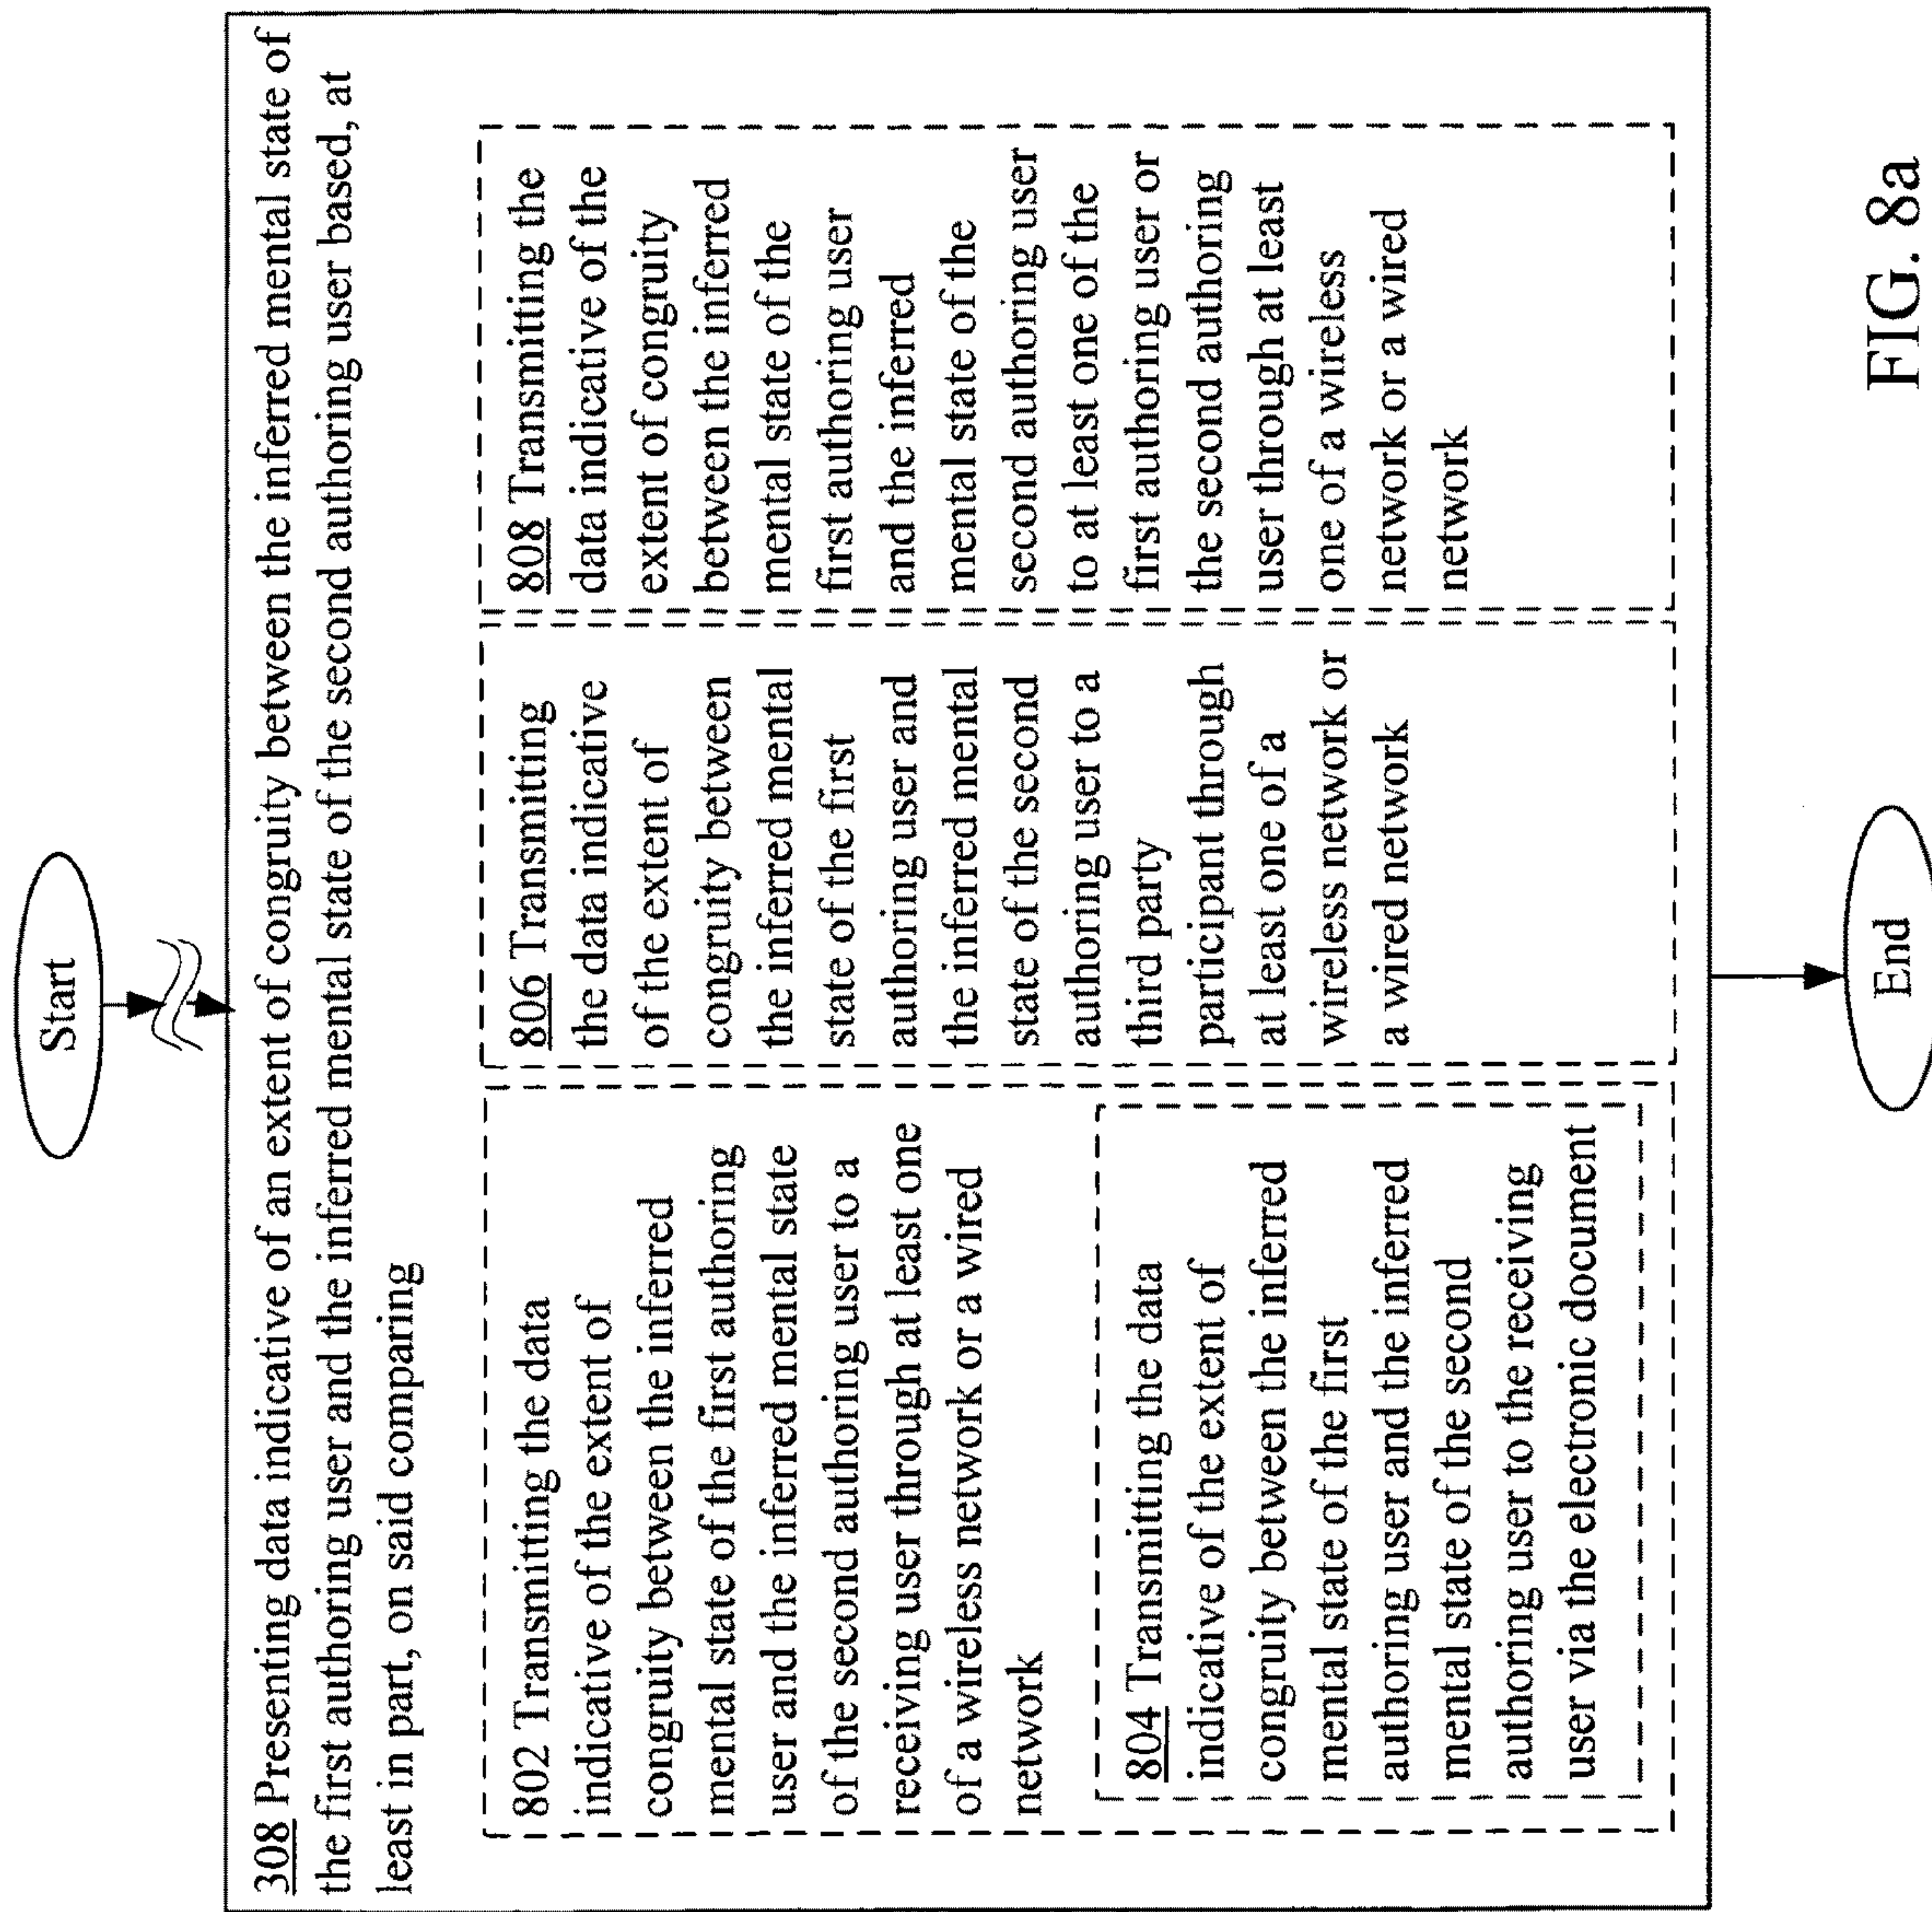 Start
308 Presenting data indicative of an extent of congruity between the inferred mental state of
the first authoring user and the inferred mental state of the second authoring user based, at
least in part, on said comparing
802 Transmitting the data
indicative of the extent of
congruity between the inferred
mental state of the first authoring
user and the inferred mental state
of the second authoring user to a
receiving user through at least one
of a wireless network or a wired
network
804 Transmitting the data
indicative of the extent of
congruity between the inferred
mental state of the first
authoring user and the inferred
mental state of the second
authoring user to the receiving
user via the electronic document
806 Transmitting
the data indicative
of the extent of
congruity between
the inferred mental
state of the first
authoring user and
the inferred mental
state of the second
authoring user to a
third party
participant through
at least one of a
wireless network or
a wired network
808 Transmitting the
data indicative of the
extent of congruity
between the inferred
mental state of the
first authoring user
and the inferred
mental state of the
second authoring user
to at least one of the
first authoring user or
the second authoring
user through at least
one of a wireless
network or a wired
network
End
FIG. 8a